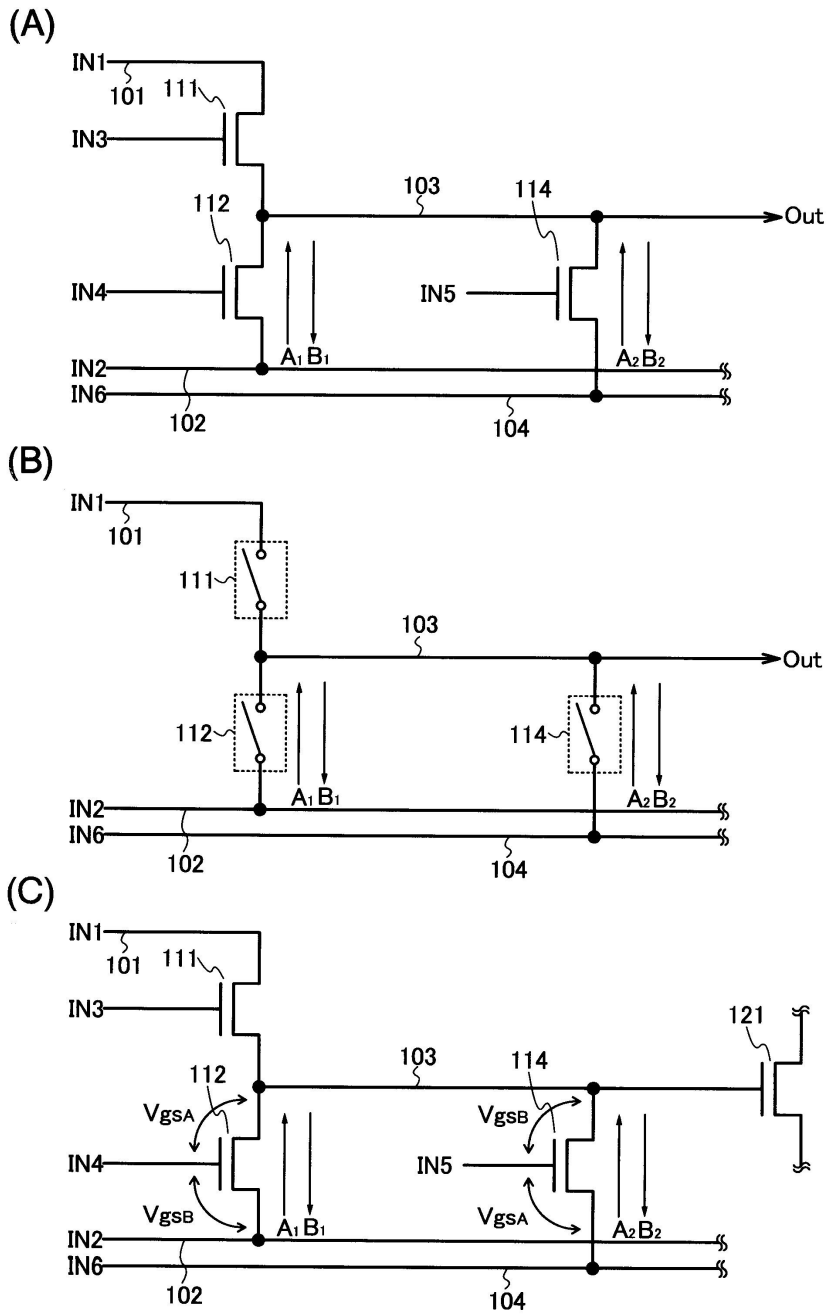 (A)
IN1
101
111
IN3
103
112
114
Out
IN4
IN5
A1 B1
A2 B2
IN2
IN6
102
104
(B)
IN1
101
111
103
Out
112
114
A1 B1
A2 B2
IN2
IN6
102
104
(C)
IN1
101
111
IN3
121
103
112
114
VgsA
VgsB
IN4
IN5
VgsB
VgsA
A1 B1
A2 B2
IN2
IN6
102
104